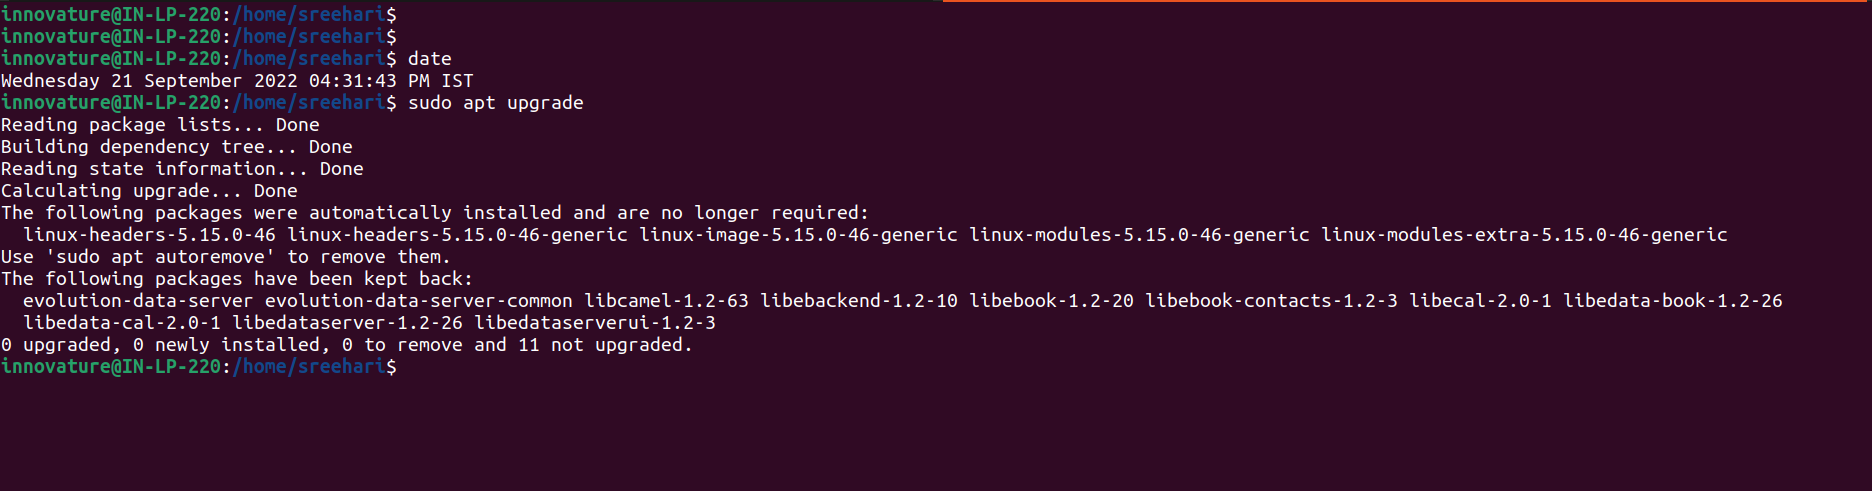 innovature@IN-LP-220:/home/sreehari$
innovature@IN-LP-220:/home/sreehari$
innovature@IN-LP-220:/home/sreehari$ date
Wednesday 21 September 2022 04:31:43 PM IST
innovature@IN-LP-220:/home/sreehari$ sudo apt upgrade
Reading package lists... Done
Building dependency tree... Done
Reading state information... Done
Calculating upgrade... Done
The following packages were automatically installed and are no longer required:
  linux-headers-5.15.0-46 linux-headers-5.15.0-46-generic linux-image-5.15.0-46-generic linux-modules-5.15.0-46-generic linux-modules-extra-5.15.0-46-generic
Use 'sudo apt autoremove' to remove them.
The following packages have been kept back:
  evolution-data-server evolution-data-server-common libcamel-1.2-63 libebackend-1.2-10 libebook-1.2-20 libebook-contacts-1.2-3 libecal-2.0-1 libedata-book-1.2-26
  libedata-cal-2.0-1 libedataserver-1.2-26 libedataserverui-1.2-3
0 upgraded, 0 newly installed, 0 to remove and 11 not upgraded.
innovature@IN-LP-220:/home/sreehari$